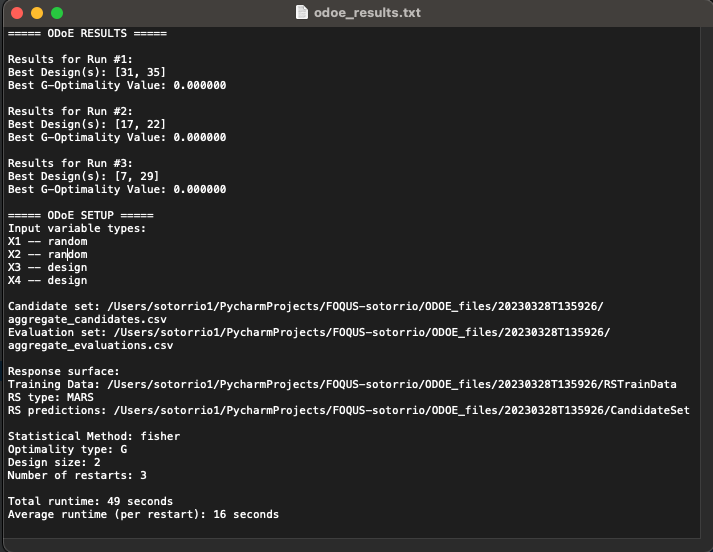 odoe_results.txt
===== ODoE RESULTS =====
Results for Run #1:
Best Design(s): [31, 35]
Best G-Optimality Value: 0.000000
Results for Run #2:
Best Design(s): [17, 22]
Best G-Optimality Value: 0.000000
Results for Run #3:
Best Design(s): [7, 29]
Best G-Optimality Value: 0.000000
===== ODoE SETUP =====
Input variable types:
X1 -- random
X2 -- random
X3 -- design
X4 -- design
Candidate set: /Users/sotorrio1/PycharmProjects/FOQUS-sotorrio/ODOE_files/20230328T135926/
aggregate_candidates.csv
Evaluation set: /Users/sotorrio1/PycharmProjects/FOQUS-sotorrio/ODOE_files/20230328T135926/
aggregate_evaluations.csv
Response surface:
Training Data: /Users/sotorrio1/PycharmProjects/FOQUS-sotorrio/ODOE_files/20230328T135926/RSTrainData
RS type: MARS
RS predictions: /Users/sotorrio1/PycharmProjects/FOQUS-sotorrio/ODOE_files/20230328T135926/CandidateSet
Statistical Method: fisher
Optimality type: G
Design size: 2
Number of restarts: 3
Total runtime: 49 seconds
Average runtime (per restart): 16 seconds